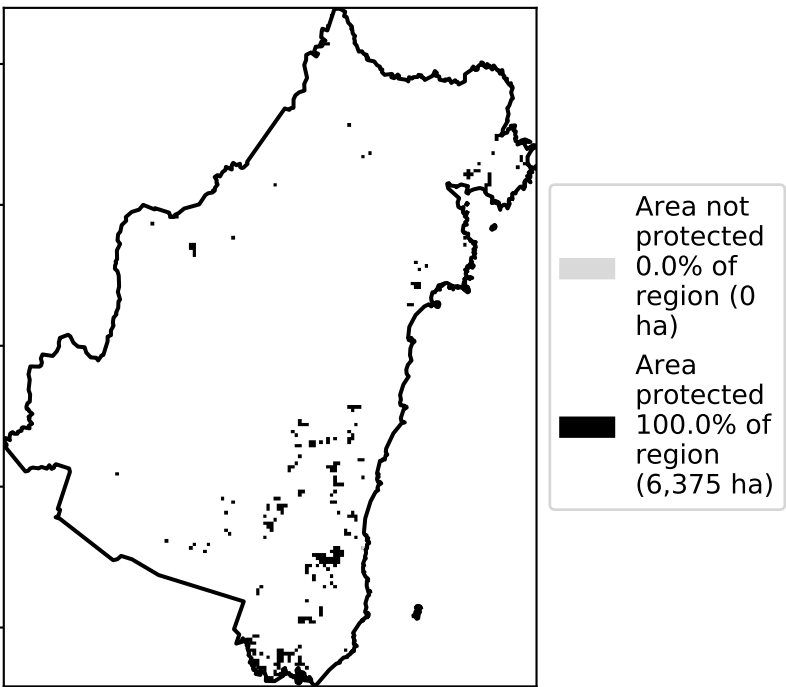 Area not
protected
0.0% of
region (0
ha)
Area
protected
100.0% of
region
(6,375 ha)